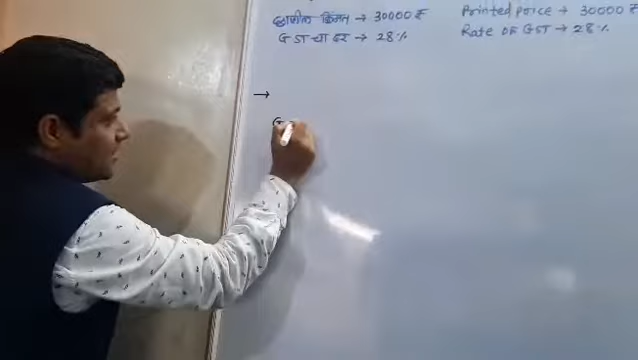 छापील किंमत → 30000 ₹
GST चा दर → 28%
Printed price → 30000 ₹
Rate OF GST → 28%
→
G